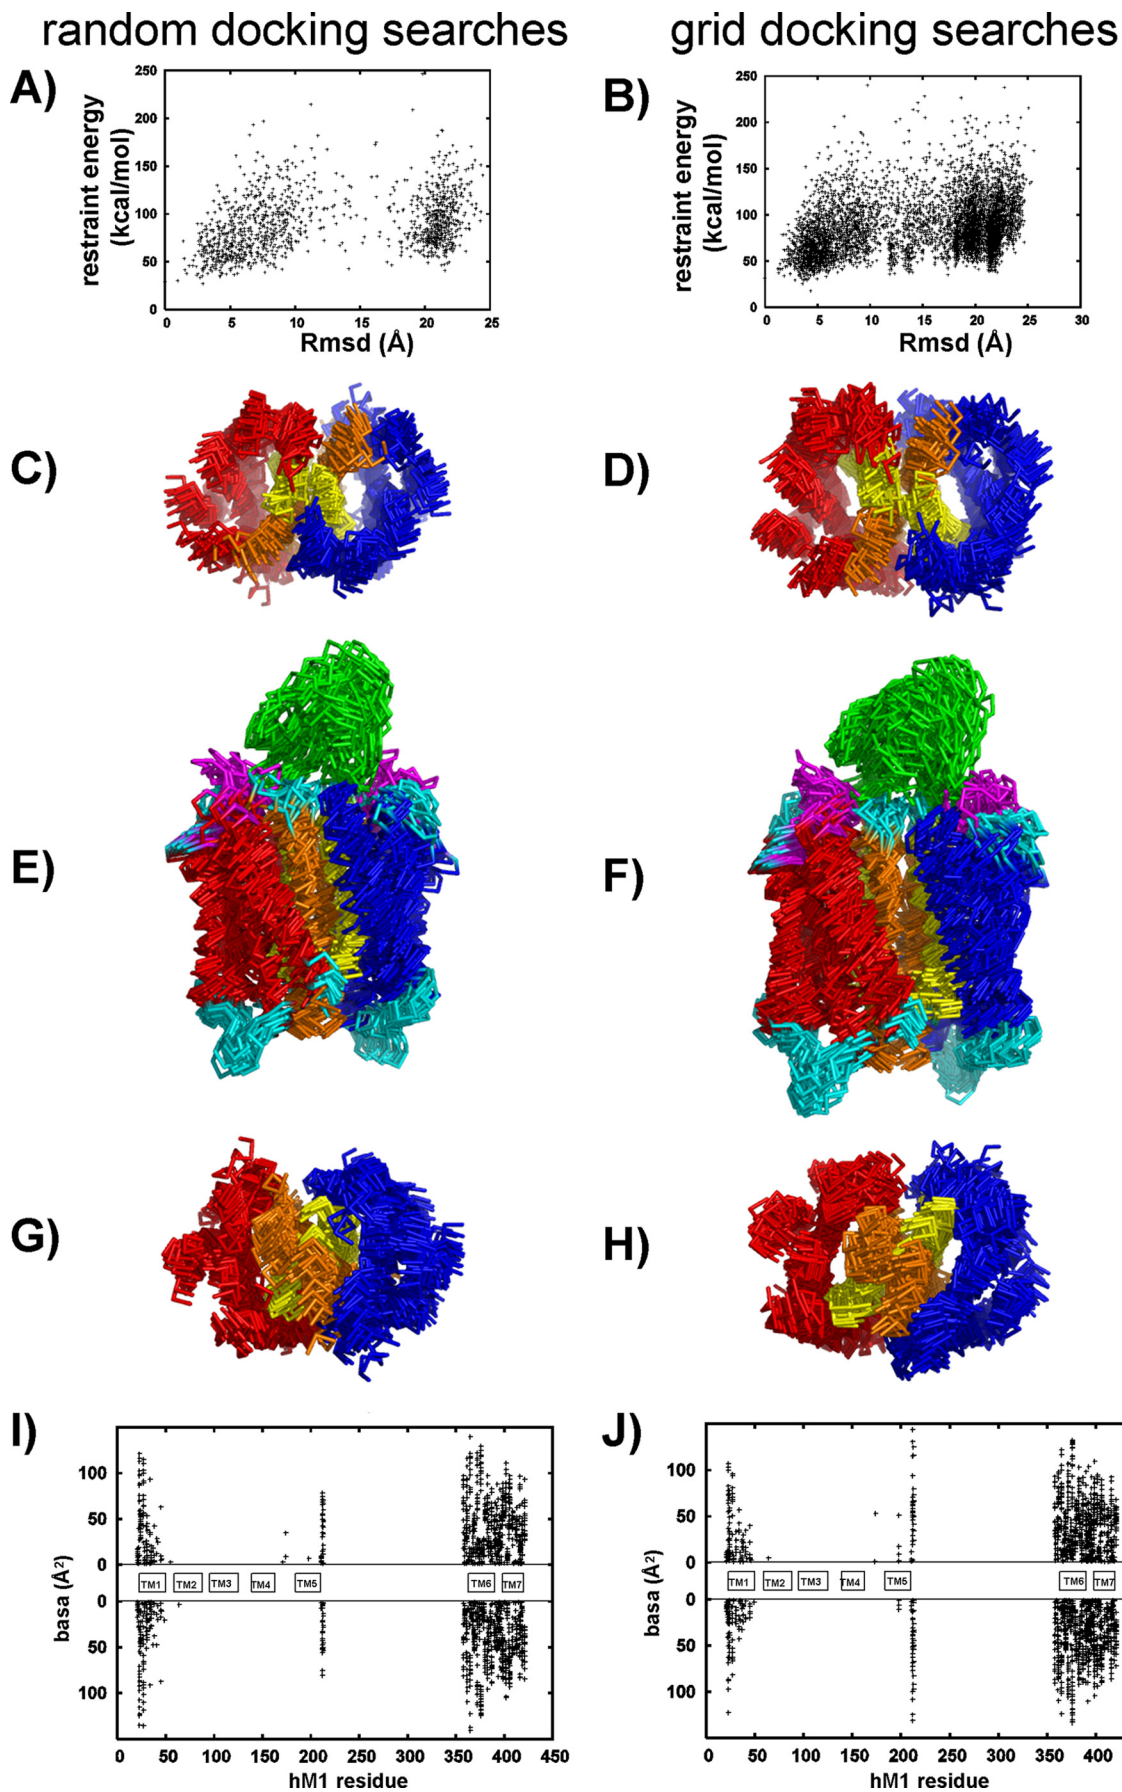 random docking searches
grid docking searches
A)
restraint energy
(kcal/mol)
250
200
150
100
50
0
0 5 10 15 20 25
Rmsd (Å)
B)
restraint energy
(kcal/mol)
250
200
150
100
50
0
0 5 10 15 20 25 30
Rmsd (Å)
C)
D)
E)
F)
G)
H)
I)
basa (Å²)
100
50
0
TM1 TM2 TM3 TM4 TM5 TM6 TM7
0
50
100
0 50 100 150 200 250 300 350 400 450
hM1 residue
J)
basa (Å²)
100
50
0
TM1 TM2 TM3 TM4 TM5 TM6 TM7
0
50
100
0 50 100 150 200 250 300 350 400
hM1 residue